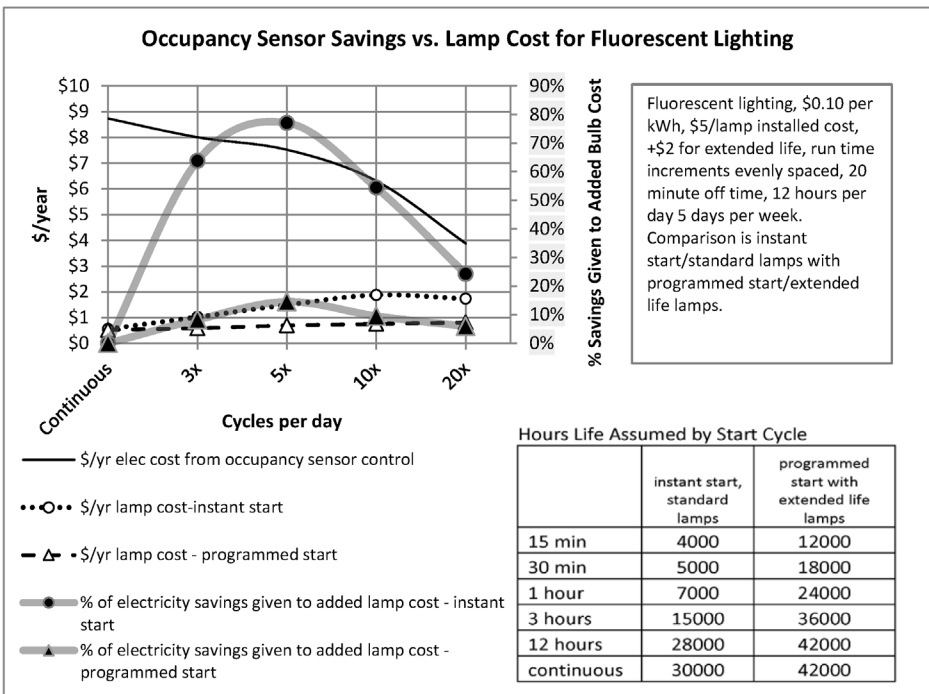 Occupancy Sensor Savings vs. Lamp Cost for Fluorescent Lighting
$10
$9
$8
$7
$6
$5
$4
$3
$2
$1
$0
$/year
90%
80%
70%
60%
50%
40%
30%
20%
10%
0%
% Savings Given to Added Bulb Cost
Continuous
3x
5x
10x
20x
Cycles per day
Fluorescent lighting, $0.10 per
kWh, $5/lamp installed cost,
+$2 for extended life, run time
increments evenly spaced, 20
minute off time, 12 hours per
day 5 days per week.
Comparison is instant
start/standard lamps with
programmed start/extended
life lamps.
$/yr elec cost from occupancy sensor control
$/yr lamp cost-instant start
$/yr lamp cost - programmed start
% of electricity savings given to added lamp cost - instant
start
% of electricity savings given to added lamp cost -
programmed start
Hours Life Assumed by Start Cycle
instant start,
standard
lamps
programmed
start with
extended life
lamps
15 min 4000 12000
30 min 5000 18000
1 hour 7000 24000
3 hours 15000 36000
12 hours 28000 42000
continuous 30000 42000